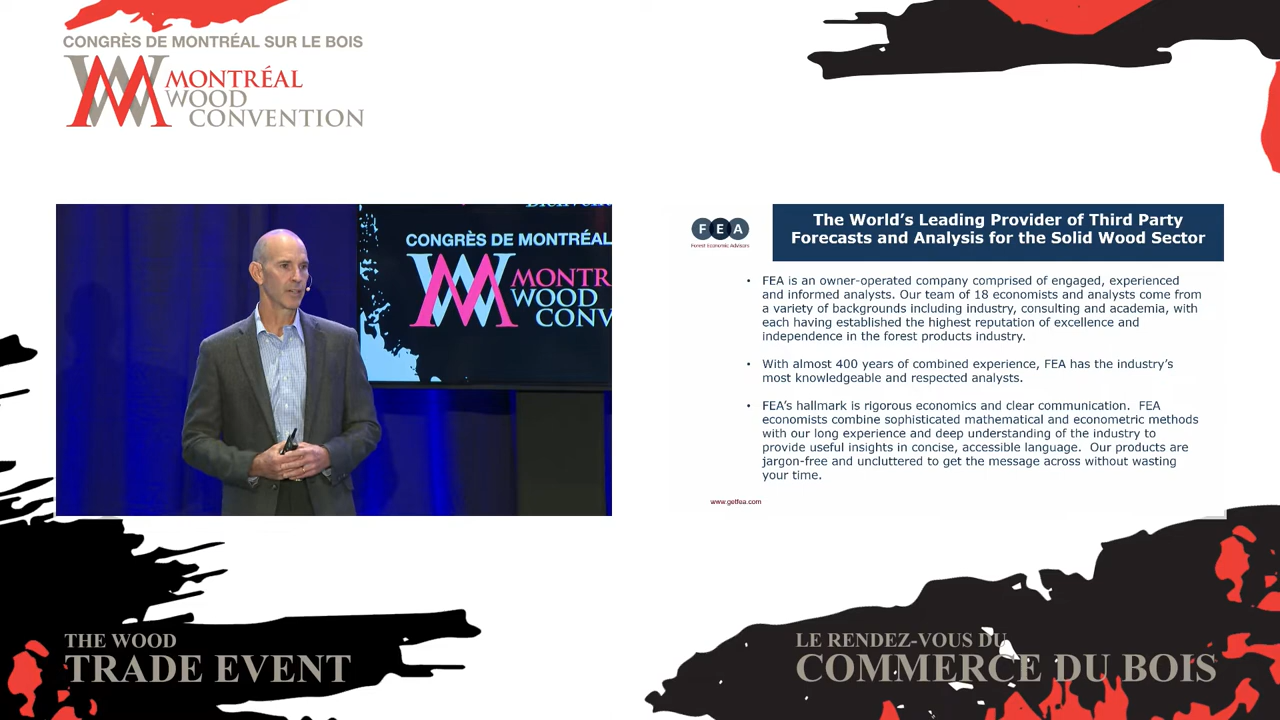 CONGRÈS DE MONTRÉAL SUR LE BOIS
MONTRÉAL
WOOD
CONVENTION
CONGRÈS DE MONTRÉAL
MONTR
WOOD
CONV
FEA
Forest Economic Advisors
The World's Leading Provider of Third Party
Forecasts and Analysis for the Solid Wood Sector
• FEA is an owner-operated company comprised of engaged, experienced
and informed analysts. Our team of 18 economists and analysts come from
a variety of backgrounds including industry, consulting and academia, with
each having established the highest reputation of excellence and
independence in the forest products industry.
• With almost 400 years of combined experience, FEA has the industry's
most knowledgeable and respected analysts.
• FEA's hallmark is rigorous economics and clear communication. FEA
economists combine sophisticated mathematical and econometric methods
with our long experience and deep understanding of the industry to
provide useful insights in concise, accessible language. Our products are
jargon-free and uncluttered to get the message across without wasting
your time.
www.getfea.com
THE WOOD
TRADE EVENT
LE RENDEZ-VOUS DU
COMMERCE DU BOIS